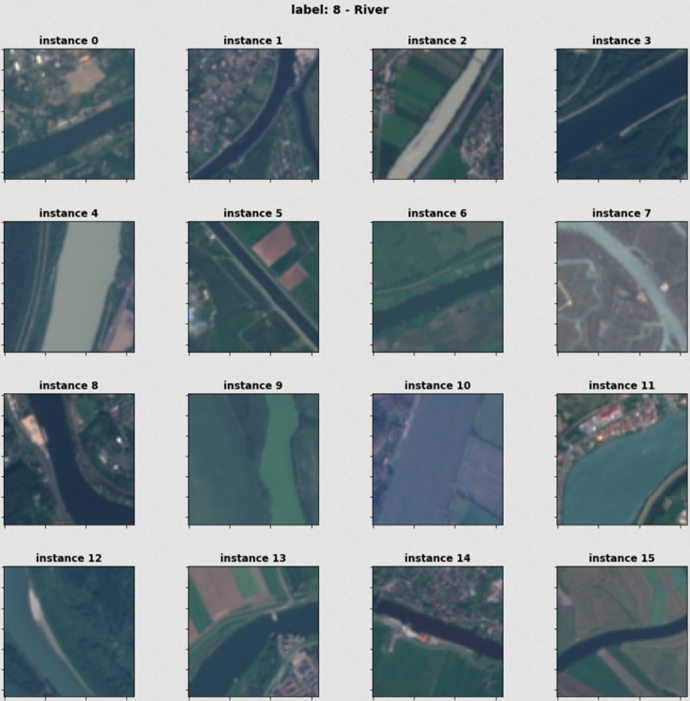 label: 8 - River
instance 0
instance 1
instance 2
instance 3
instance 4
instance 5
instance 6
instance 7
instance 8
instance 9
instance 10
instance 11
instance 12
instance 13
instance 14
instance 15